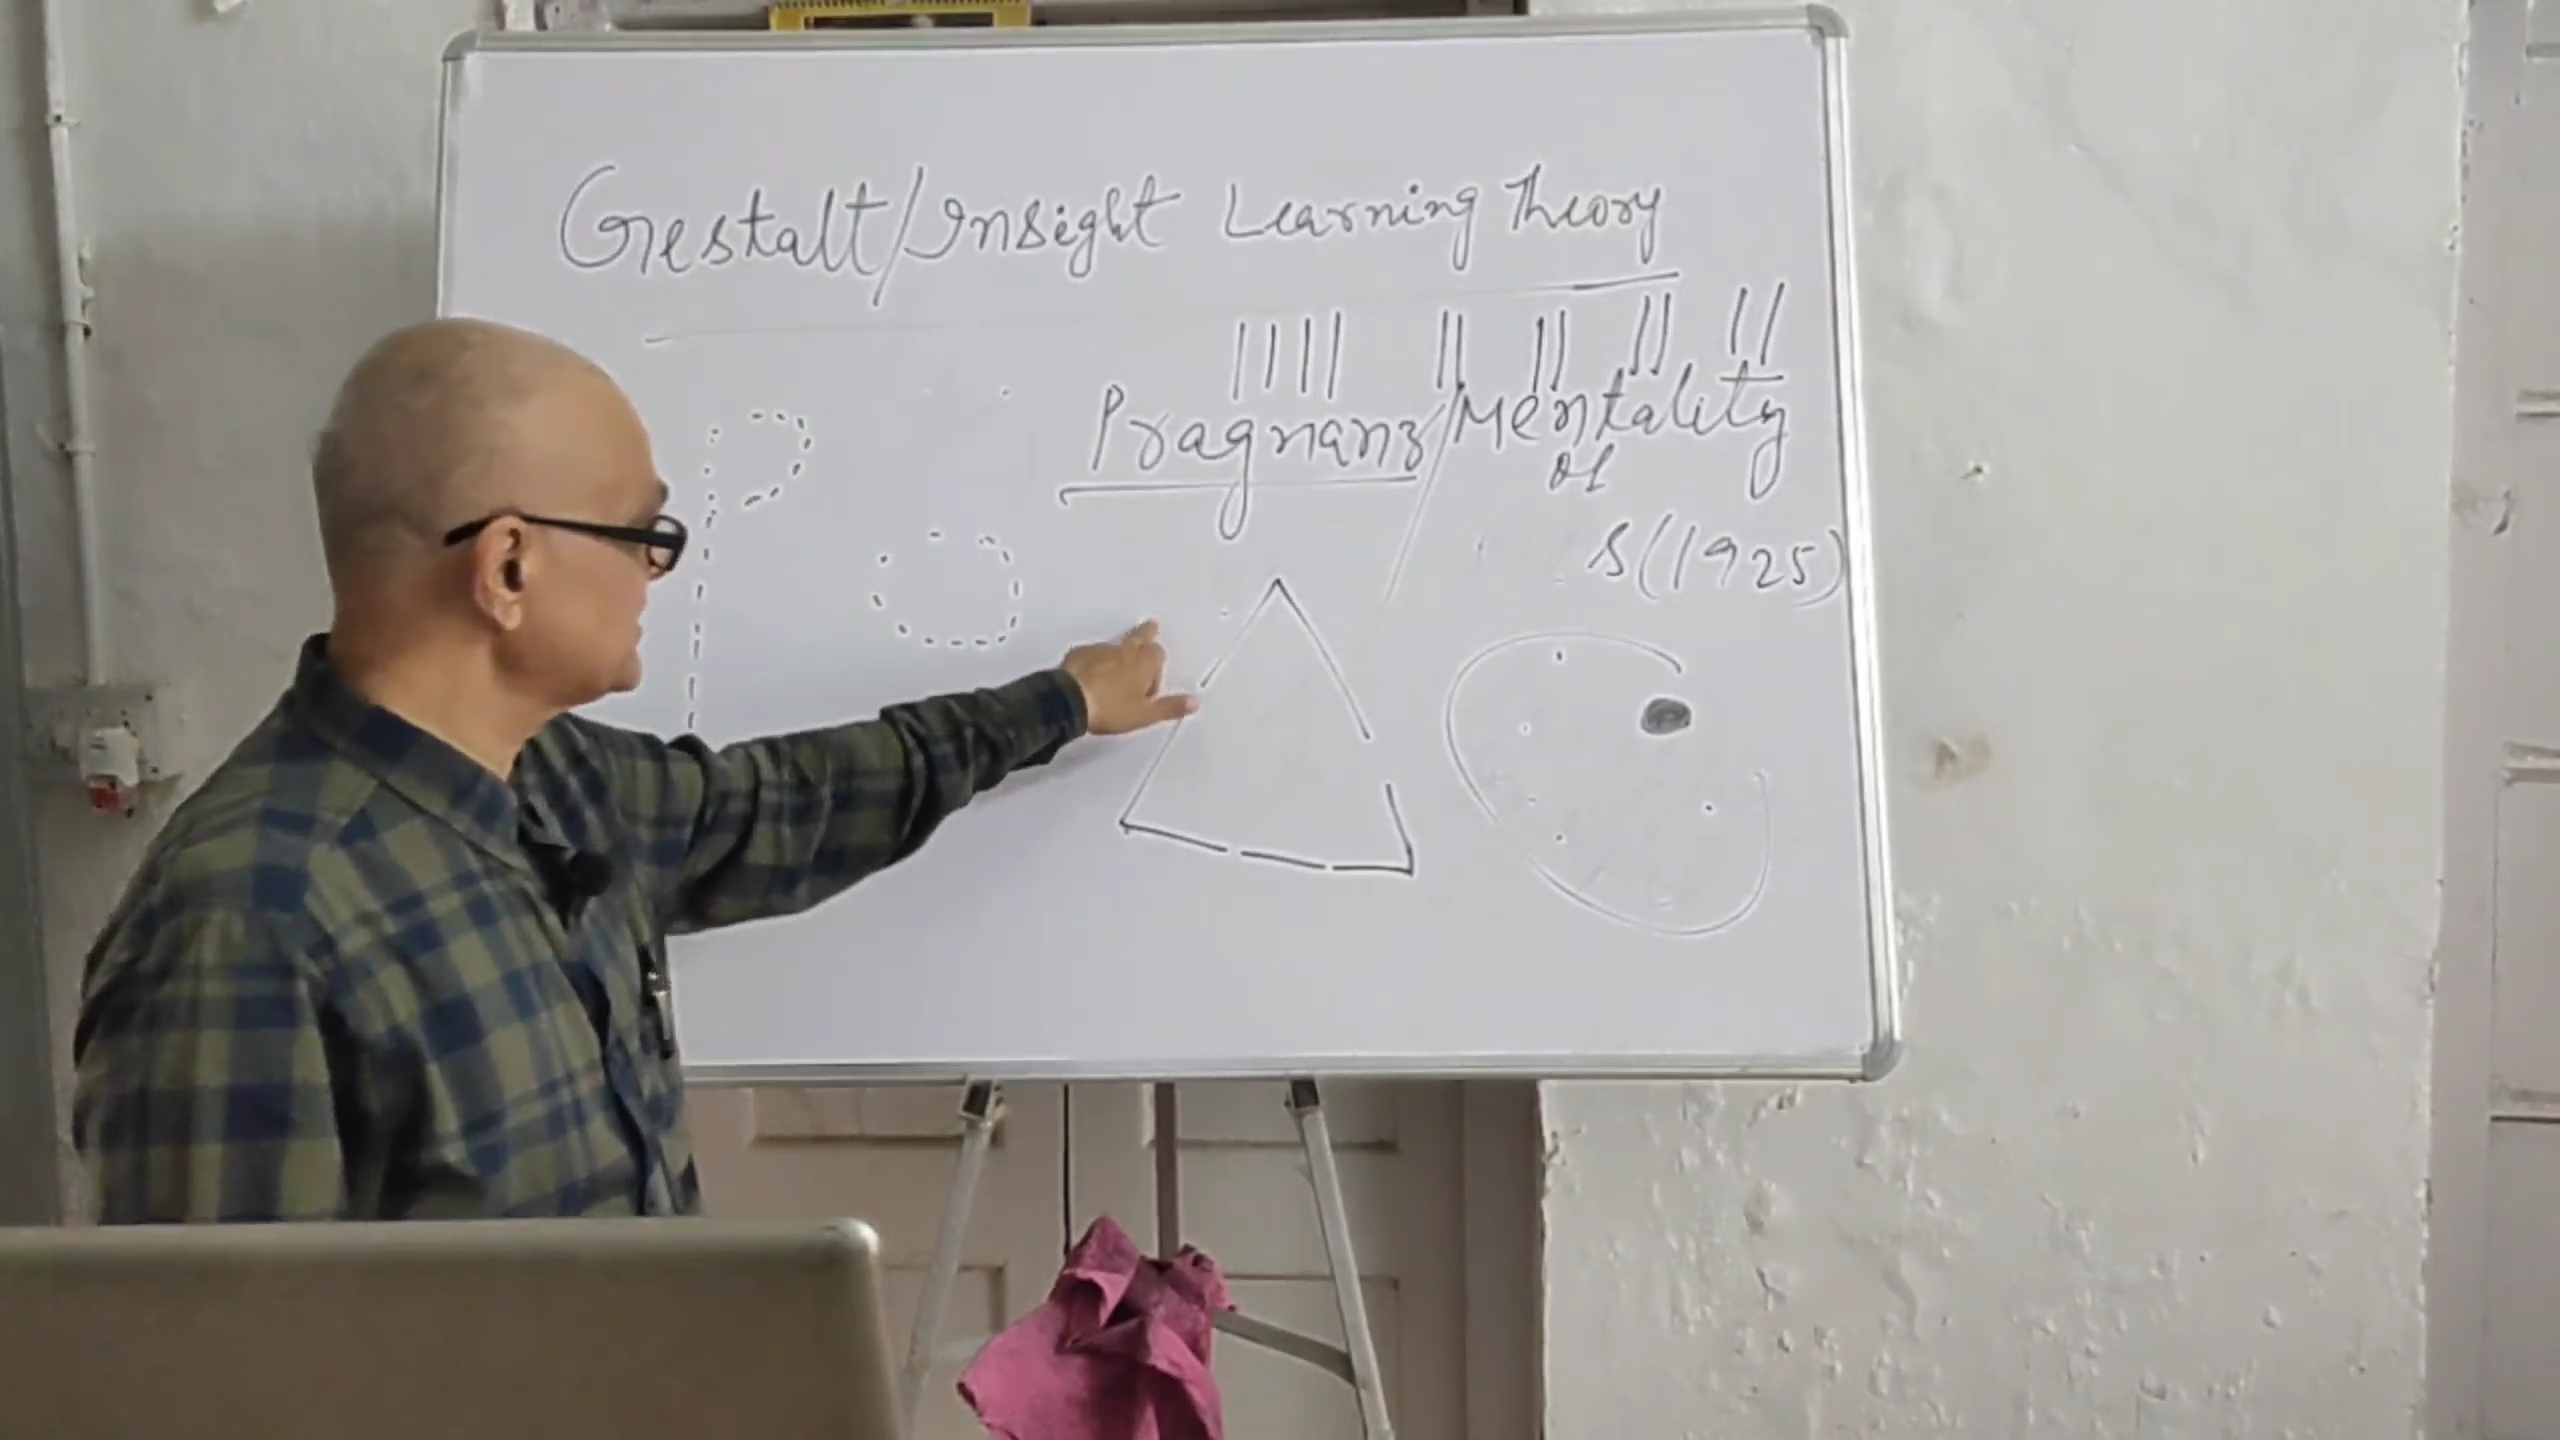 Gestalt/Insight Learning Theory
Pragnanz/Mentality
of
S(1925)
P